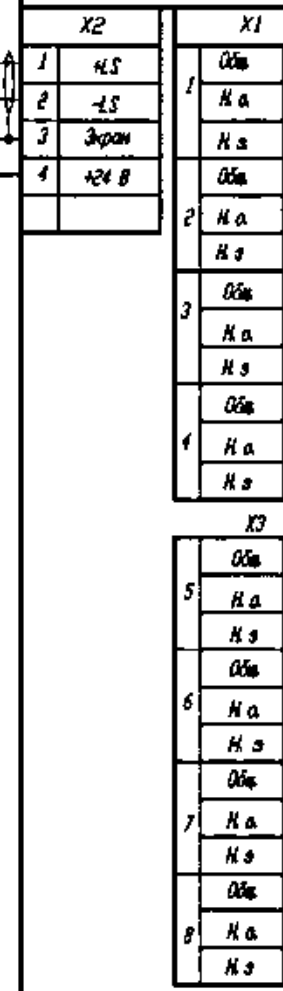 X2
1 +LS
2 -LS
3 Экран
4 +24 В
X1
1 Общ.
Н.о.
Н.з
2 Общ.
Н.о.
Н.з
3 Общ.
Н.о.
Н.з
4 Общ.
Н.о.
Н.з
X3
5 Общ.
Н.о.
Н.з
6 Общ.
Н.о.
Н.з
7 Общ.
Н.о.
Н.з
8 Общ.
Н.о.
Н.з